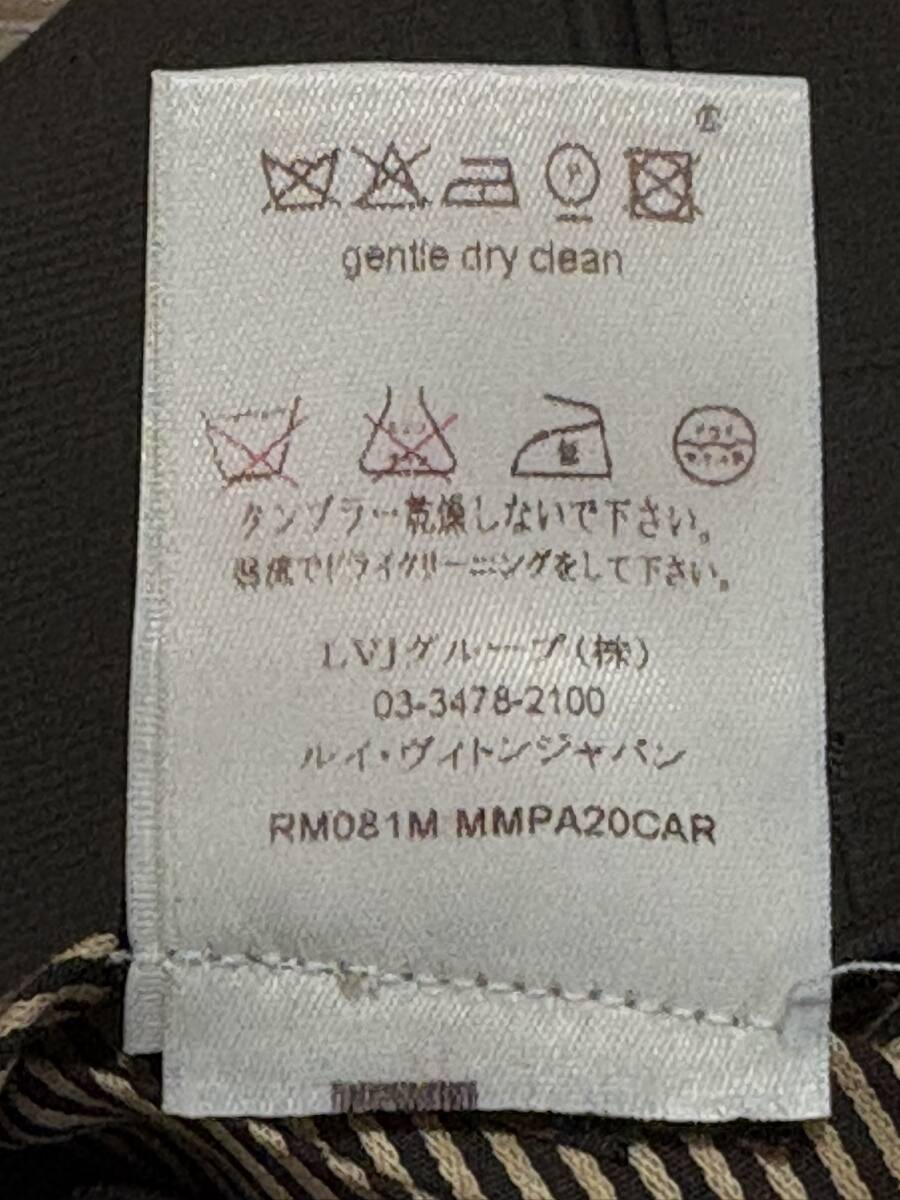 gentle dry clean
タンブラー乾燥しないで下さい。
弱流でドライクリーニングをして下さい。
LVJグループ(株)
03-3478-2100
ルイ・ヴィトンジャパン
RM081M MMPA20CAR